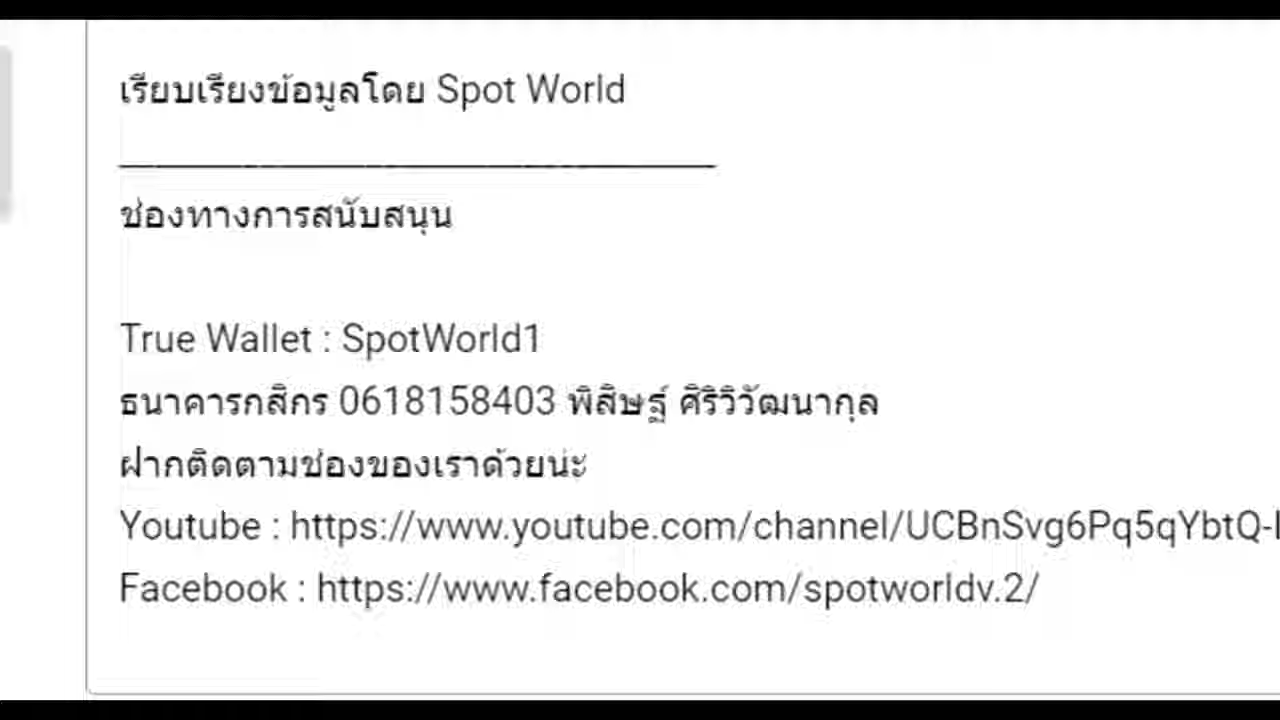 เรียบเรียงข้อมูลโดย Spot World
ช่องทางการสนับสนุน
True Wallet : SpotWorld1
ธนาคารกสิกร 0618158403 พิสิษฐ์ ศิริวิวัฒนากุล
ฝากติดตามช่องของเราด้วยน่ะ
Youtube : https://www.youtube.com/channel/UCBnSvg6Pq5qYbtQ-
Facebook : https://www.facebook.com/spotworldv.2/